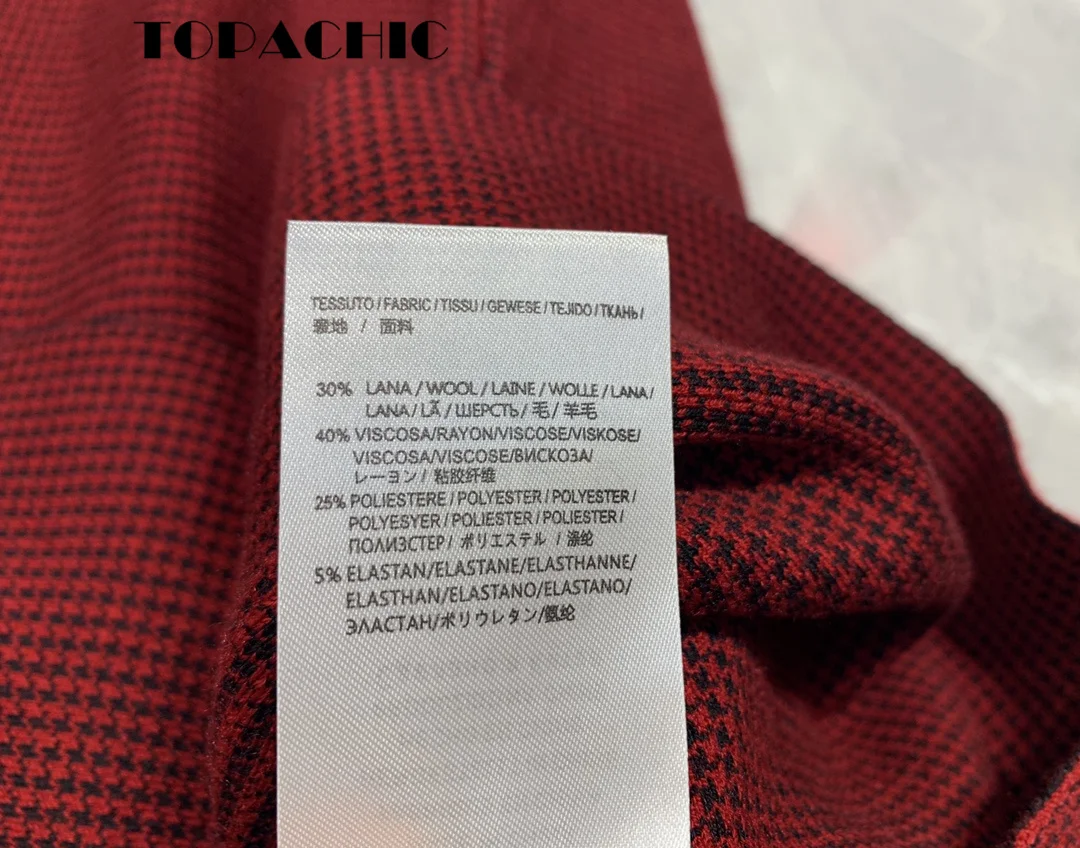 TOPACHIC
TESSUTO / FABRIC / TISSU / GEWESE / TEJIDO / ТКАНЬ /
表地 / 面料
30% LANA / WOOL / LAINE / WOLLE / LANA /
LANA / LÃ / ШЕРСТЬ / 毛 / 羊毛
40% VISCOSA/RAYON/VISCOSE/VISKOSE/
VISCOSA/VISCOSE/ВИСКОЗА/
レーヨン / 粘胶纤维
25% POLIESTERE / POLYESTER / POLYESTER /
POLYESYER / POLIESTER / POLIESTER /
ПОЛИЭСТЕР / ポリエステル / 涤纶
5% ELASTAN/ELASTANE/ELASTHANNE/
ELASTHAN/ELASTANO/ELASTANO/
ЭЛАСТАН/ポリウレタン/氨纶